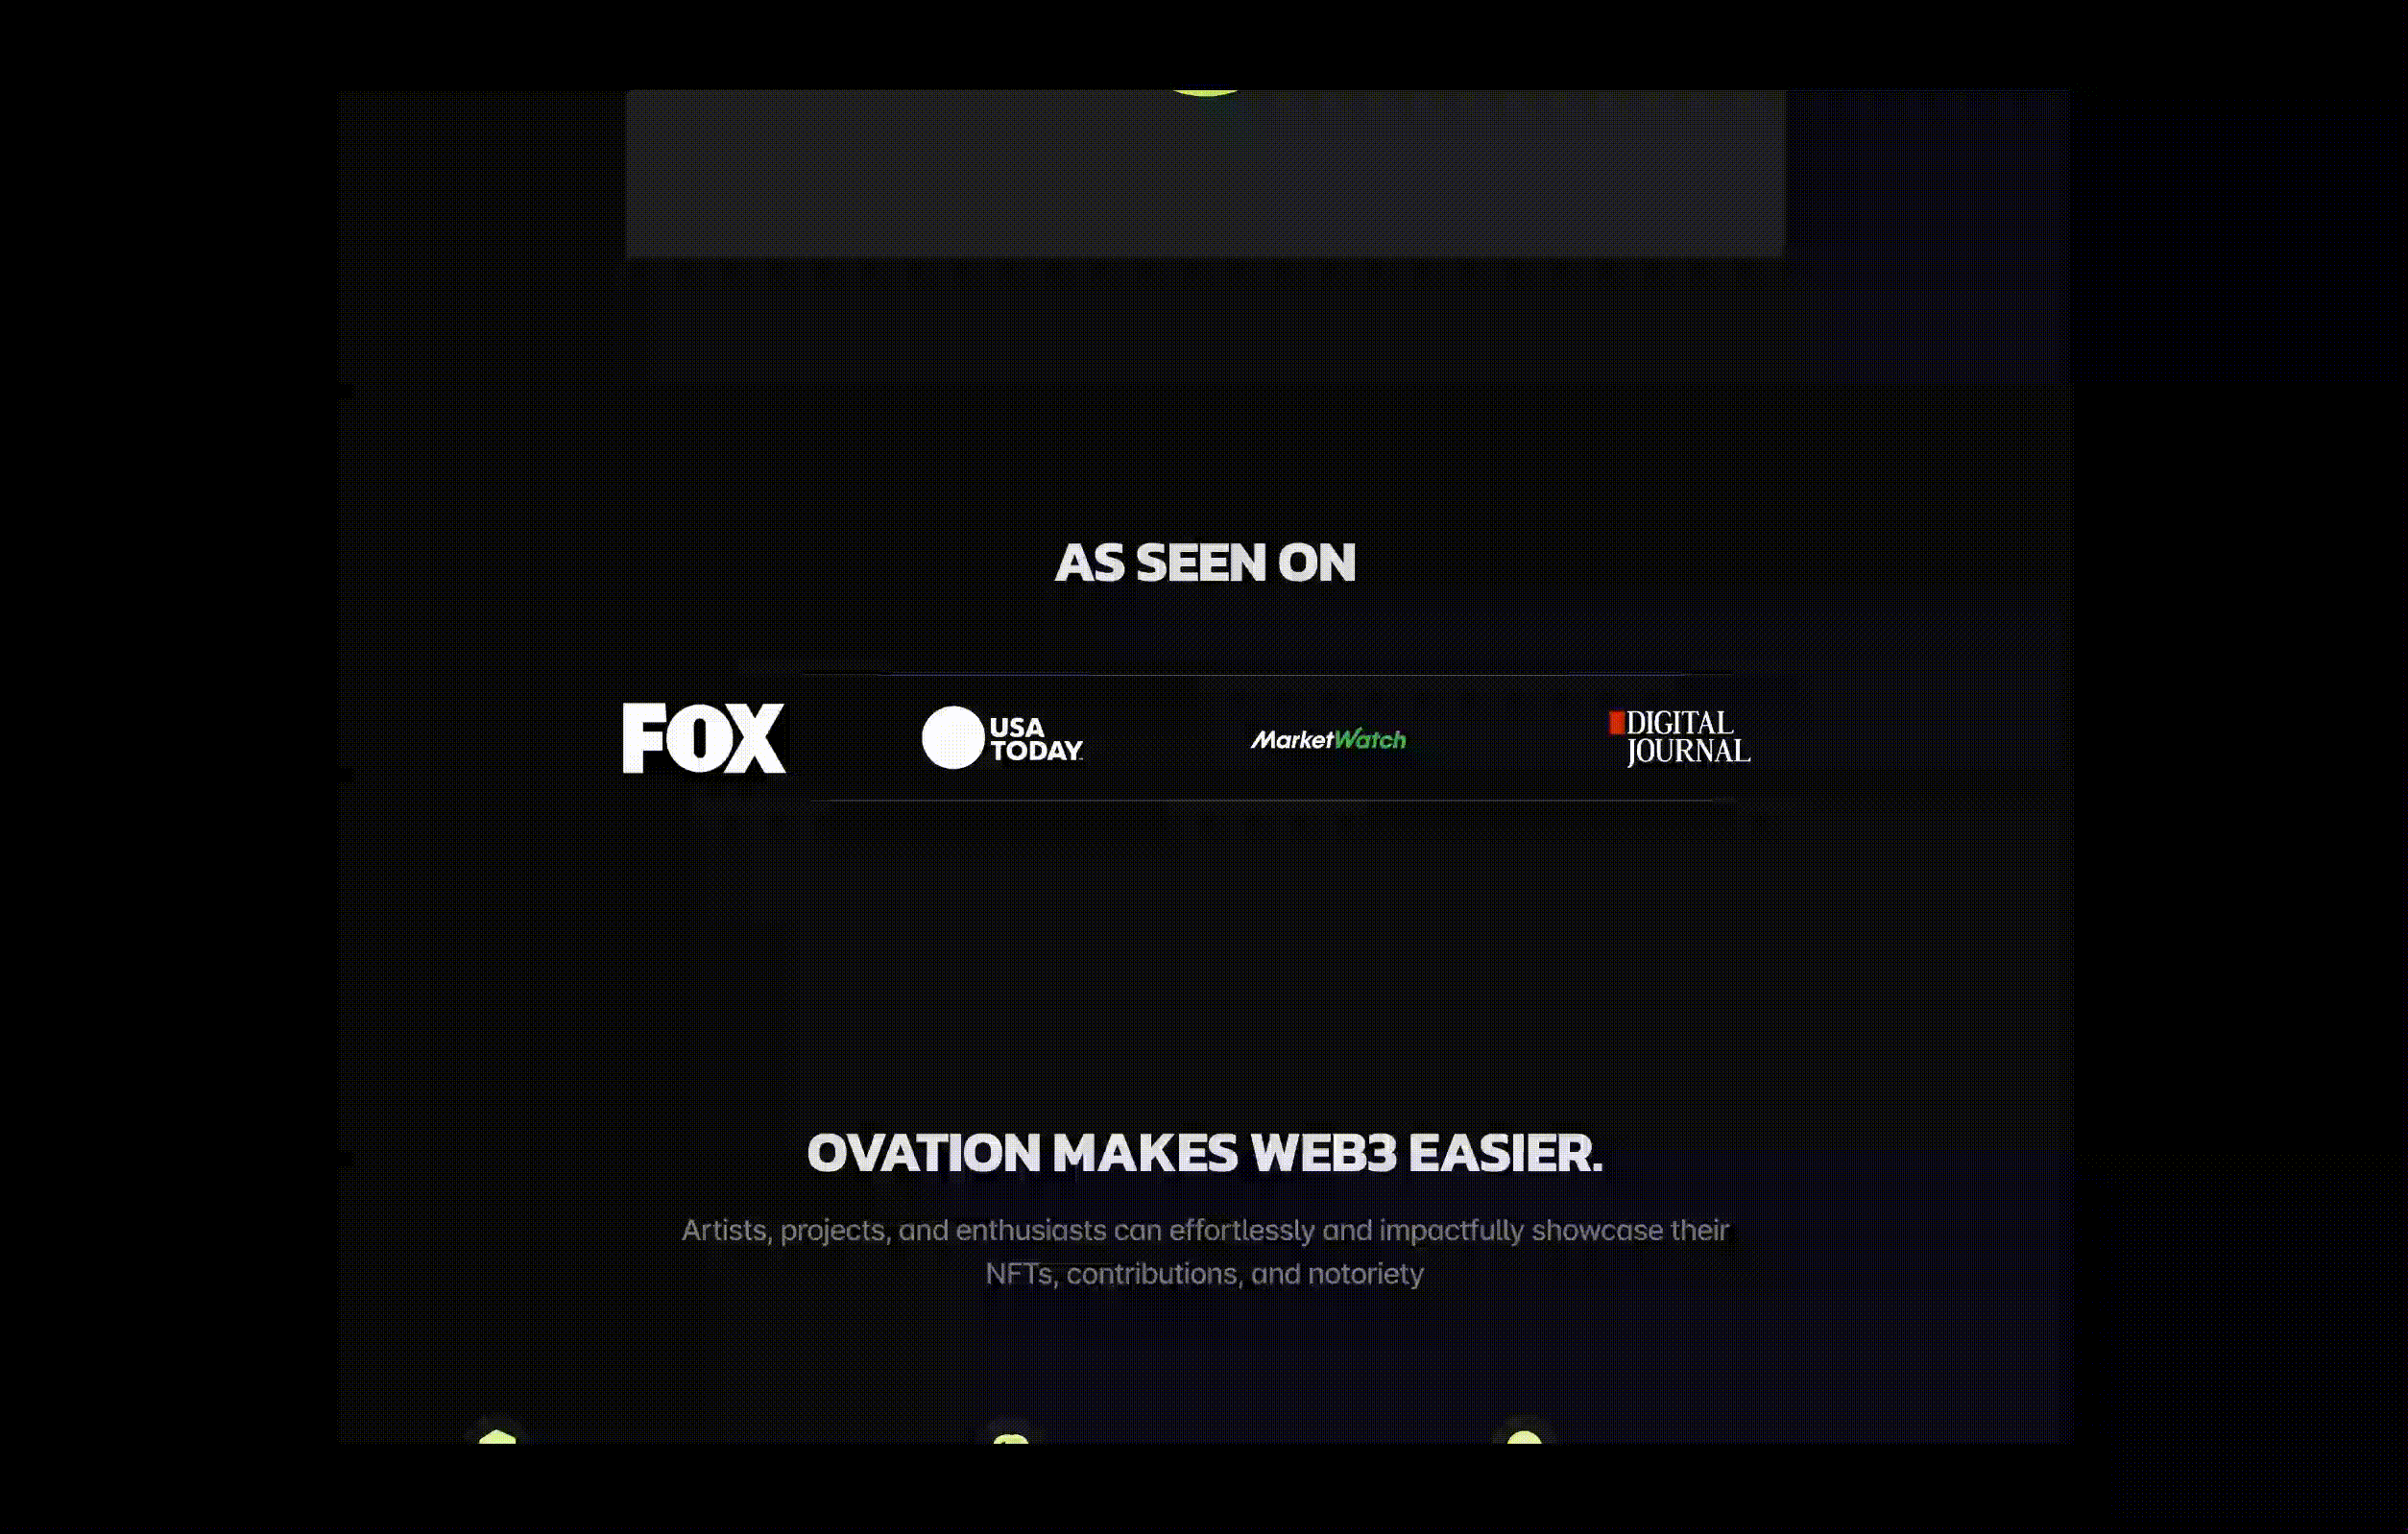 AS SEEN ON
FOX
USA TODAY
MarketWatch
DIGITAL JOURNAL
OVATION MAKES WEB3 EASIER.
Artists, projects, and enthusiasts can effortlessly and impactfully showcase their
NFTs, contributions, and notoriety